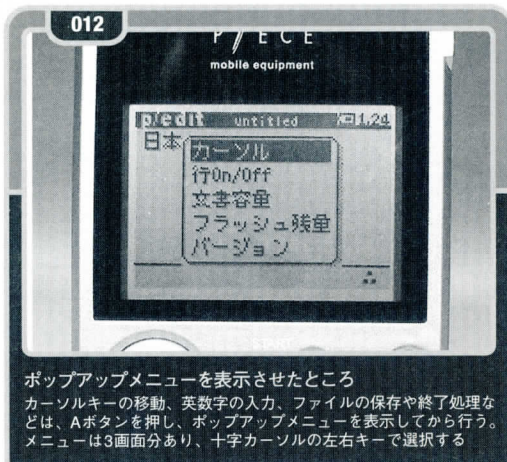 012
P/ECE
mobile equipment
p/edit untitled 1.24
日本
カーソル
行On/Off
文書容量
フラッシュ残量
バージョン
START
ポップアップメニューを表示させたところ
カーソルキーの移動、英数字の入力、ファイルの保存や終了処理な
どは、Aボタンを押し、ポップアップメニューを表示してから行う。
メニューは3画面分あり、十字カーソルの左右キーで選択する